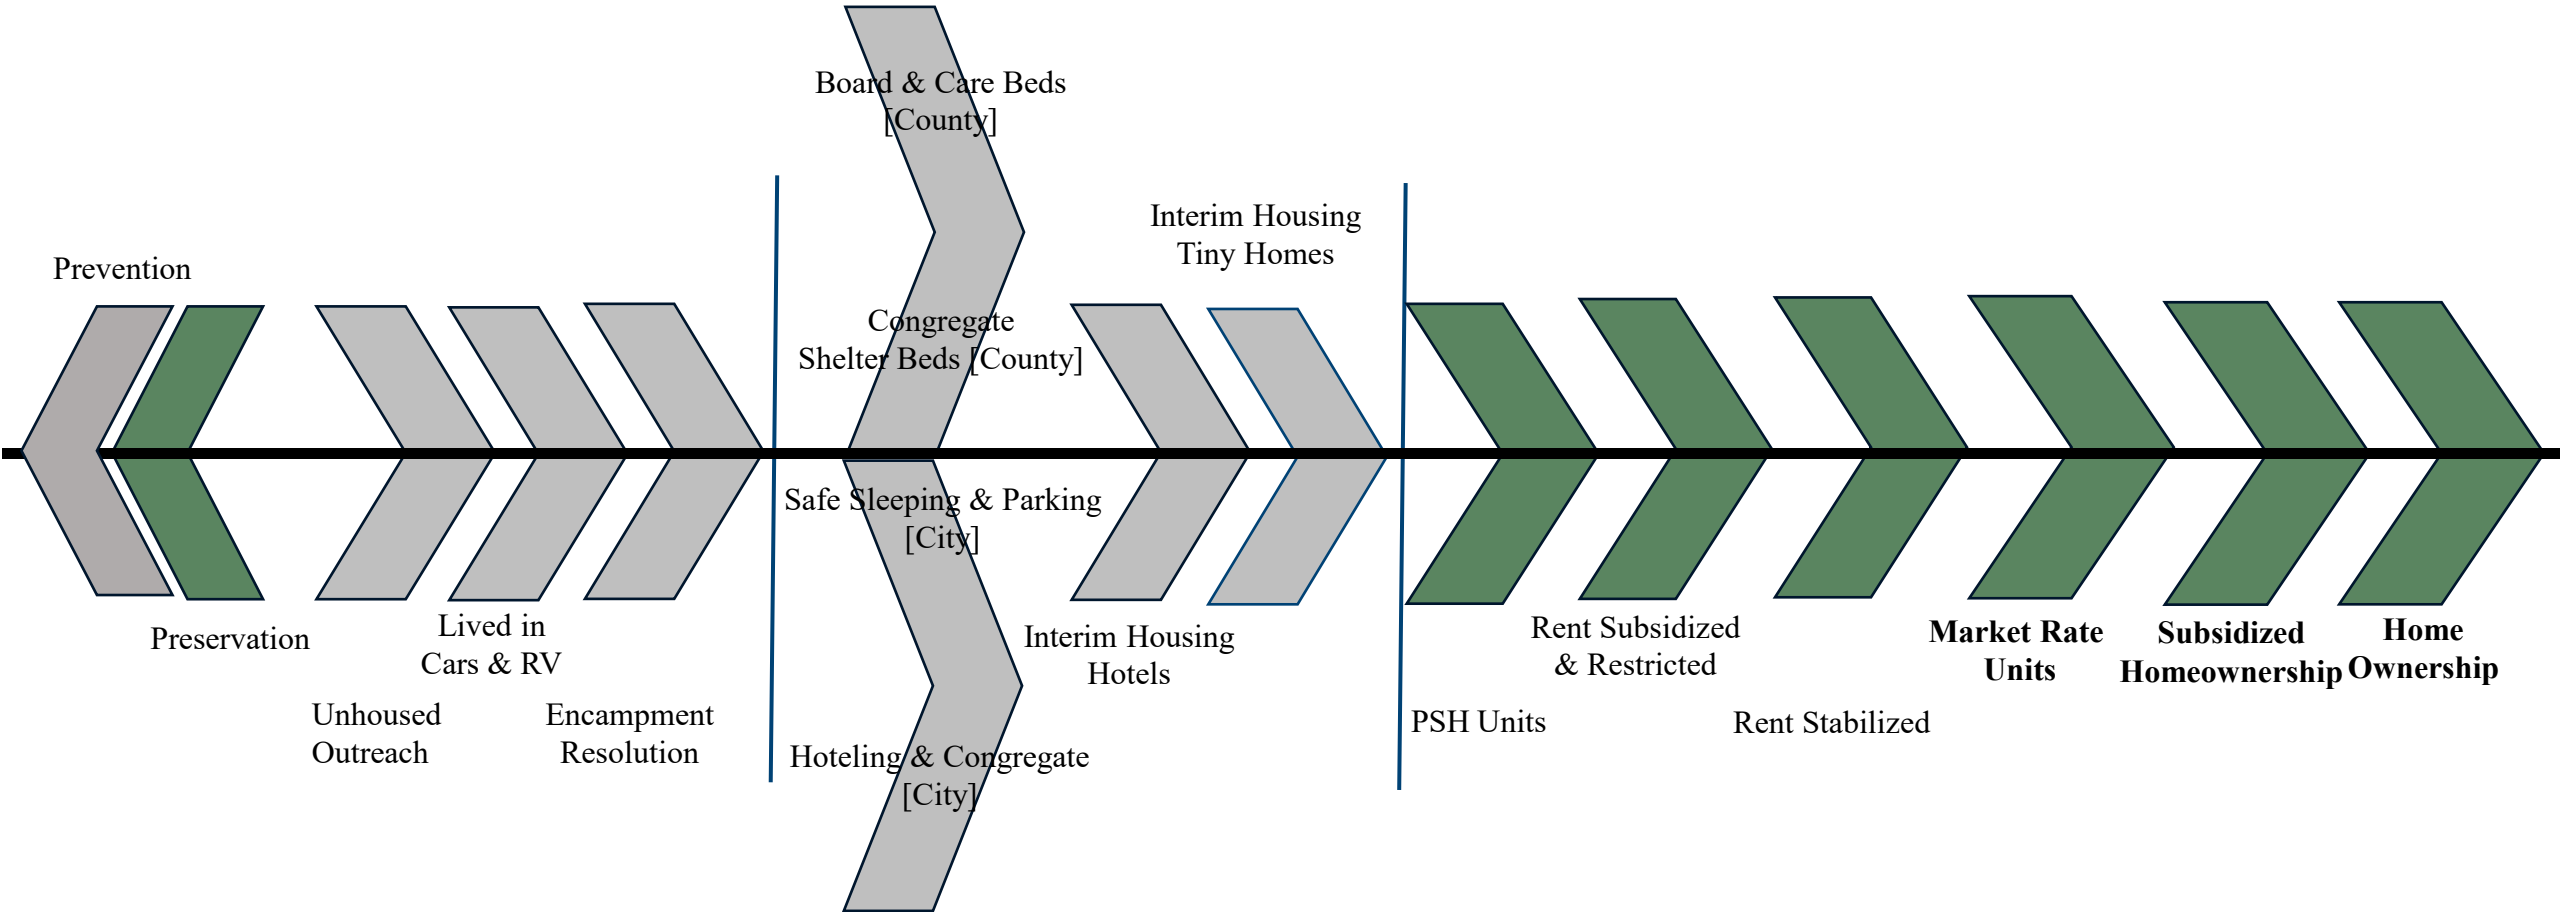 Board & Care Beds
[County]
Interim Housing
Tiny Homes
Prevention
Congregate
Shelter Beds [County]
Safe Sleeping & Parking
[City]
Preservation
Lived in
Cars & RV
Unhoused
Outreach
Encampment
Resolution
Interim Housing
Hotels
Hoteling & Congregate
[City]
PSH Units
Rent Subsidized
& Restricted
Rent Stabilized
Market Rate
Units
Subsidized
Homeownership
Home
Ownership